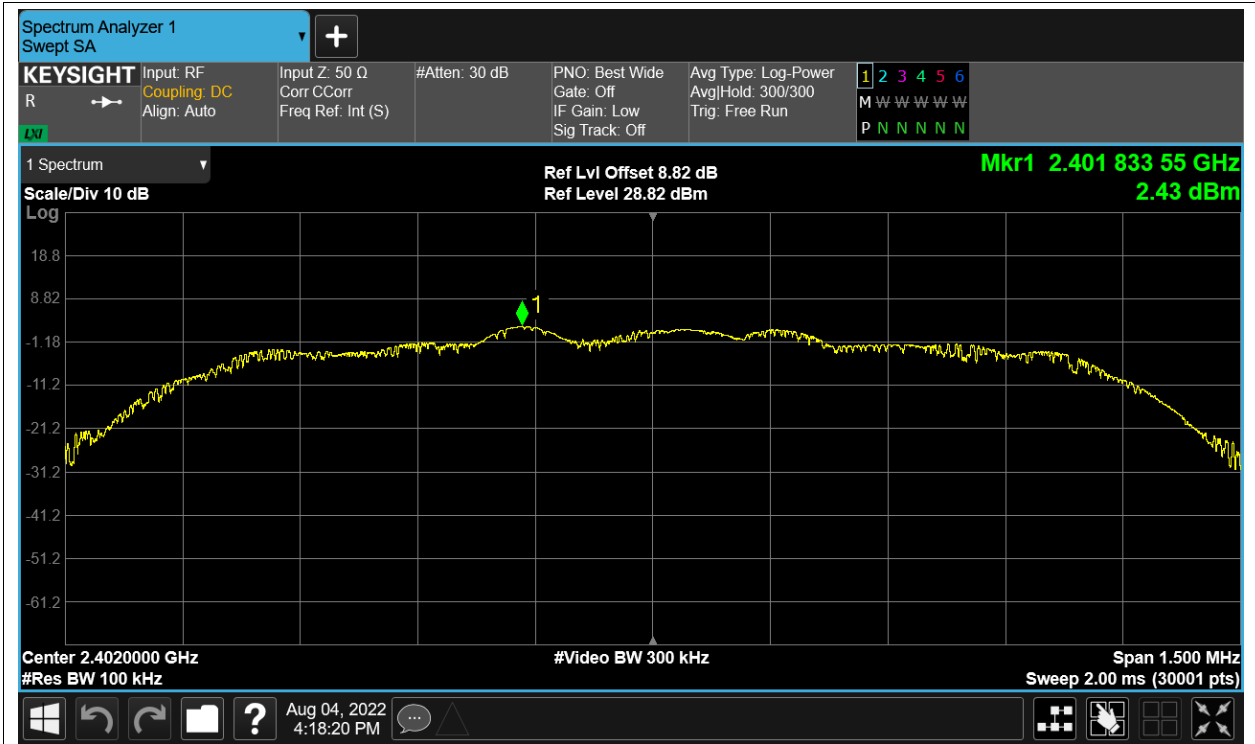 Spectrum Analyzer 1
Swept SA
KEYSIGHT
R
LXI
Input: RF
Coupling: DC
Align: Auto
Input Z: 50 Ω
Corr CCorr
Freq Ref: Int (S)
#Atten: 30 dB
PNO: Best Wide
Gate: Off
IF Gain: Low
Sig Track: Off
Avg Type: Log-Power
Avg|Hold: 300/300
Trig: Free Run
1 2 3 4 5 6
M W W W W W
P N N N N N
1 Spectrum
Scale/Div 10 dB
Log
Ref Lvl Offset 8.82 dB
Ref Level 28.82 dBm
Mkr1 2.401 833 55 GHz
2.43 dBm
18.8
8.82
1
-1.18
-11.2
-21.2
-31.2
-41.2
-51.2
-61.2
Center 2.4020000 GHz
#Video BW 300 kHz
Span 1.500 MHz
#Res BW 100 kHz
Sweep 2.00 ms (30001 pts)
?
Aug 04, 2022
4:18:20 PM